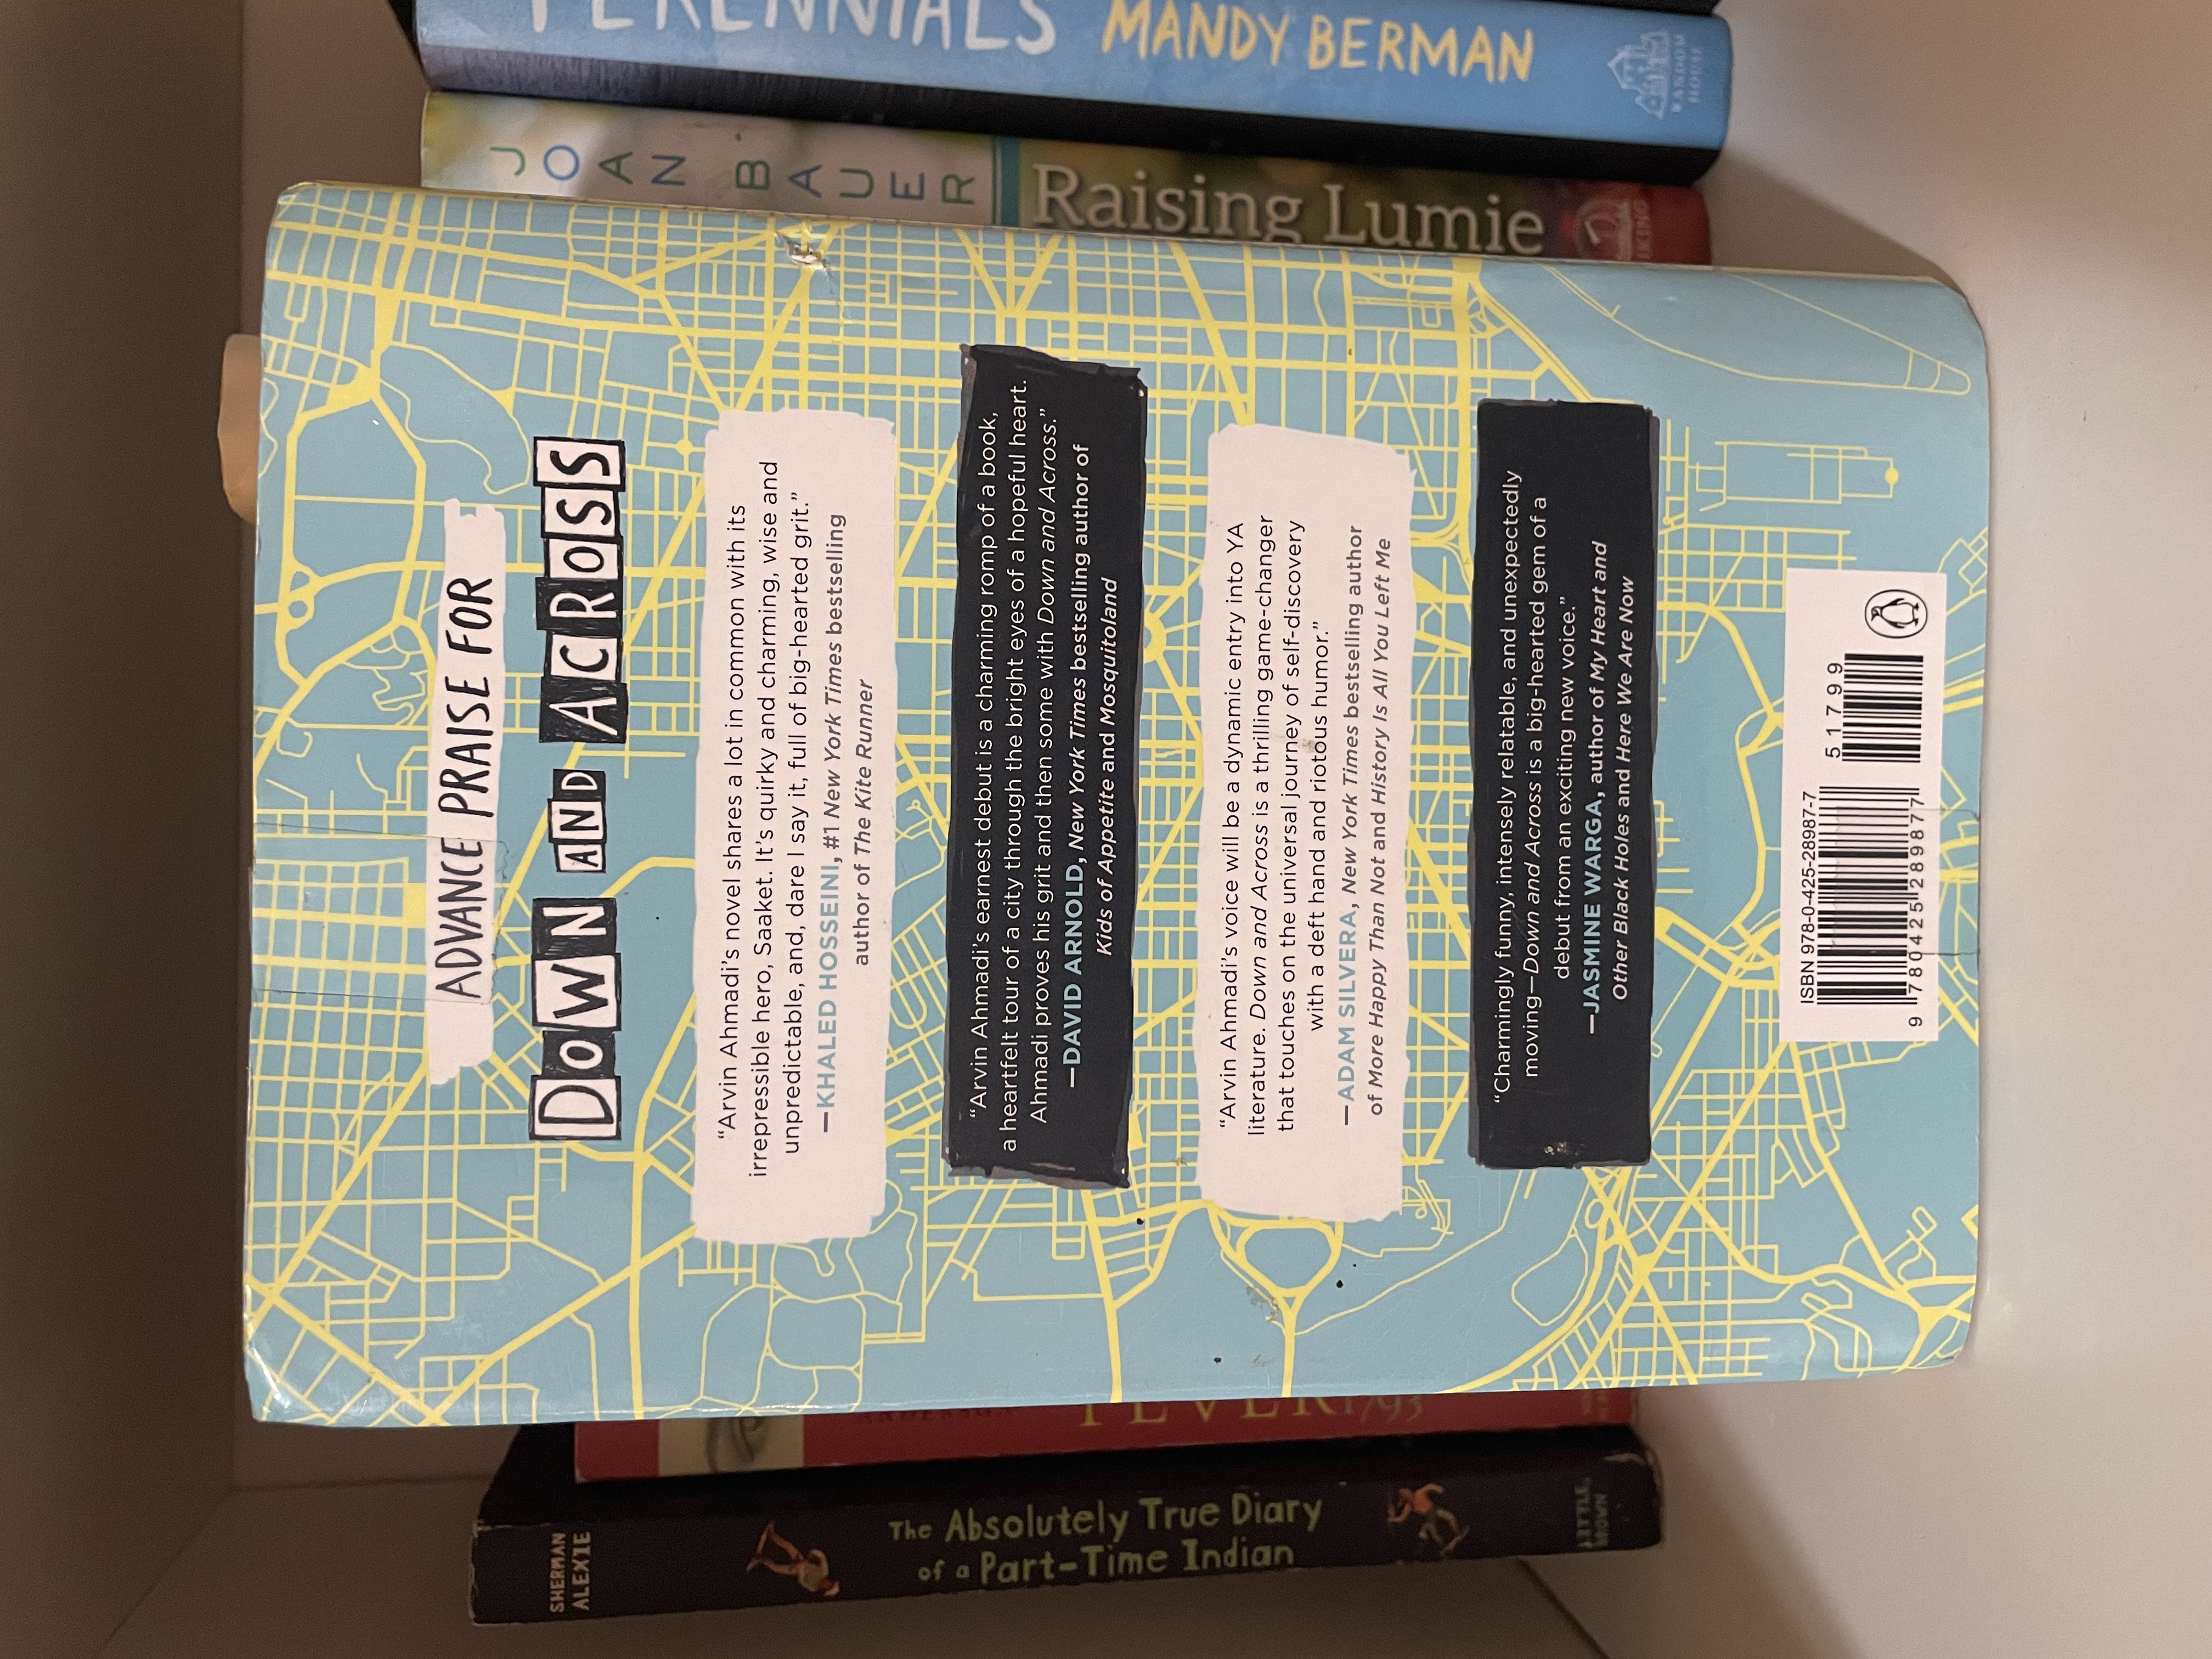 SHERMAN
ALEXIE
The Absolutely True Diary
of a Part-Time Indian
LITTLE,
BROWN
ADVANCE PRAISE FOR
DOWN AND ACROSS
“Arvin Ahmadi’s novel shares a lot in common with its
irrepressible hero, Saaket. It’s quirky and charming, wise and
unpredictable, and, dare I say it, full of big-hearted grit.”
—KHALED HOSSEINI, #1 New York Times bestselling
author of The Kite Runner
“Arvin Ahmadi’s earnest debut is a charming romp of a book,
a heartfelt tour of a city through the bright eyes of a hopeful heart.
Ahmadi proves his grit and then some with Down and Across.”
—DAVID ARNOLD, New York Times bestselling author of
Kids of Appetite and Mosquitoland
“Arvin Ahmadi’s voice will be a dynamic entry into YA
literature. Down and Across is a thrilling game-changer
that touches on the universal journey of self-discovery
with a deft hand and riotous humor.”
—ADAM SILVERA, New York Times bestselling author
of More Happy Than Not and History Is All You Left Me
“Charmingly funny, intensely relatable, and unexpectedly
moving—Down and Across is a big-hearted gem of a
debut from an exciting new voice.”
—JASMINE WARGA, author of My Heart and
Other Black Holes and Here We Are Now
ISBN 978-0-425-28987-7
51799
9 780425 289877
JOAN BAUER
Raising Lumie
VIKING
PERENNIALS
MANDY BERMAN
RANDOM
HOUSE